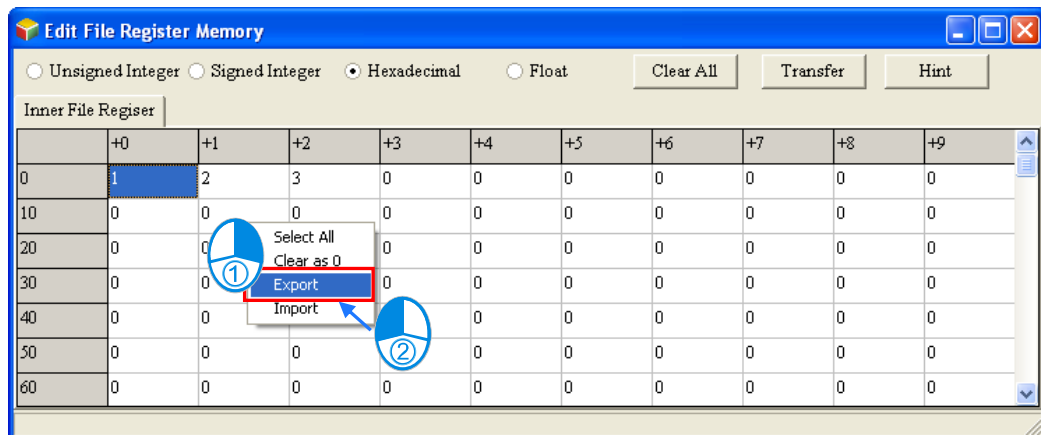 Edit File Register Memory
Unsigned Integer Signed Integer Hexadecimal Float Clear All Transfer Hint
Inner File Regiser
+0 +1 +2 +3 +4 +5 +6 +7 +8 +9
0 1 2 3 0 0 0 0 0 0 0
10 0 0 0 0 0 0 0 0 0 0
Select All
20 0 0 0 0 0 0 0 0 0
Clear as 0
① Export
30 0 0 0 0 0 0 0 0 0
Import
40 0 0 0 0 0 0 0 0
②
50 0 0 0 0 0 0 0 0 0 0
60 0 0 0 0 0 0 0 0 0 0